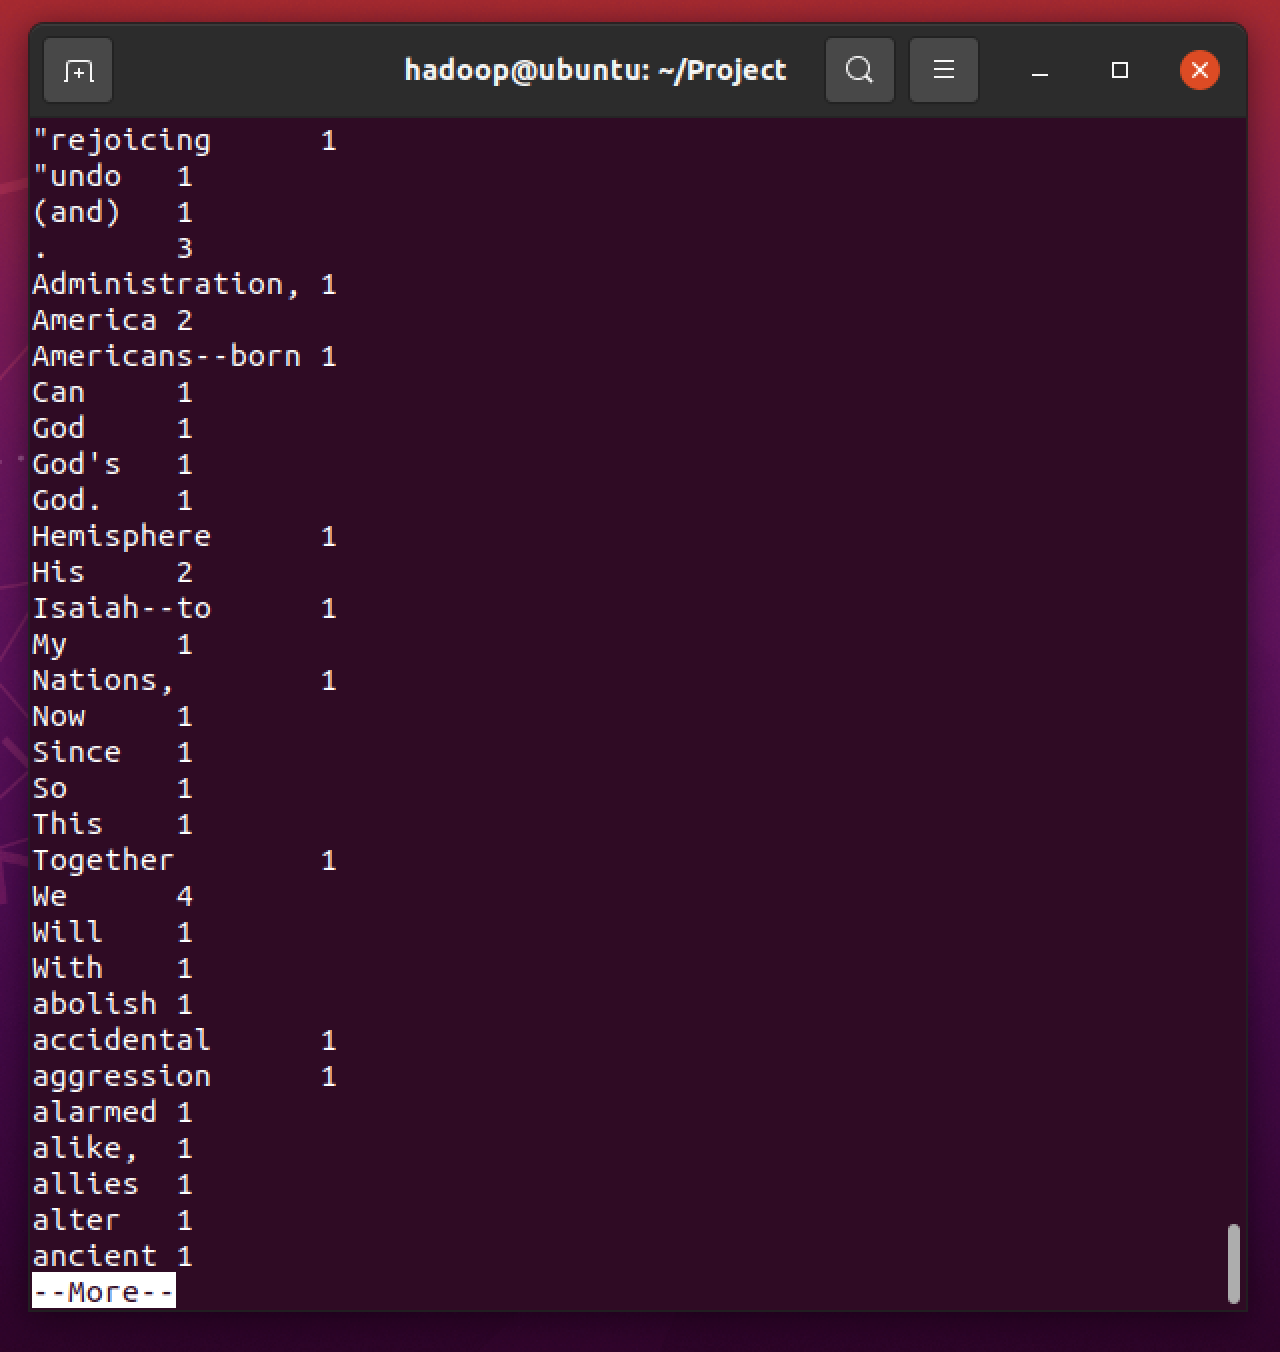 hadoop@ubuntu: ~/Project
"rejoicing 1
"undo 1
(and) 1
. 3
Administration, 1
America 2
Americans--born 1
Can 1
God 1
God's 1
God. 1
Hemisphere 1
His 2
Isaiah--to 1
My 1
Nations, 1
Now 1
Since 1
So 1
This 1
Together 1
We 4
Will 1
With 1
abolish 1
accidental 1
aggression 1
alarmed 1
alike, 1
allies 1
alter 1
ancient 1
--More--